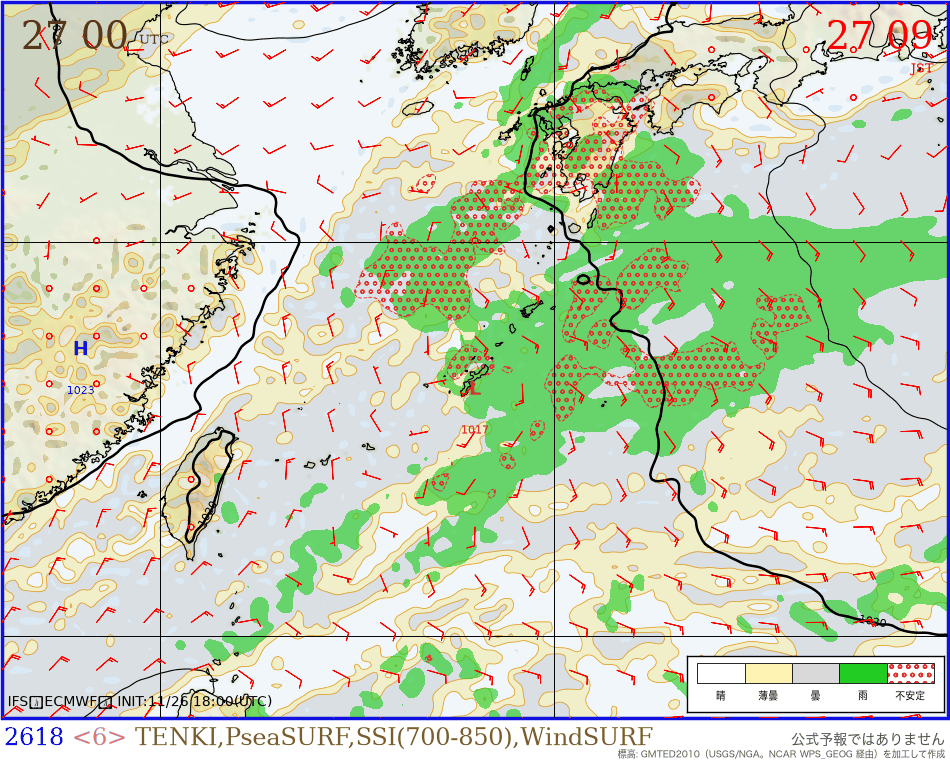 27 00 UTC
27 09
JST
H
1023
L
1017
1020
1020
晴 薄曇 曇 雨 不安定
IFS□ECMWF□ INIT:11/26 18:00(UTC)
2618 <6> TENKI,PseaSURF,SSI(700-850),WindSURF
公式予報ではありません
標高: GMTED2010（USGS/NGA。NCAR WPS_GEOG 経由）を加工して作成